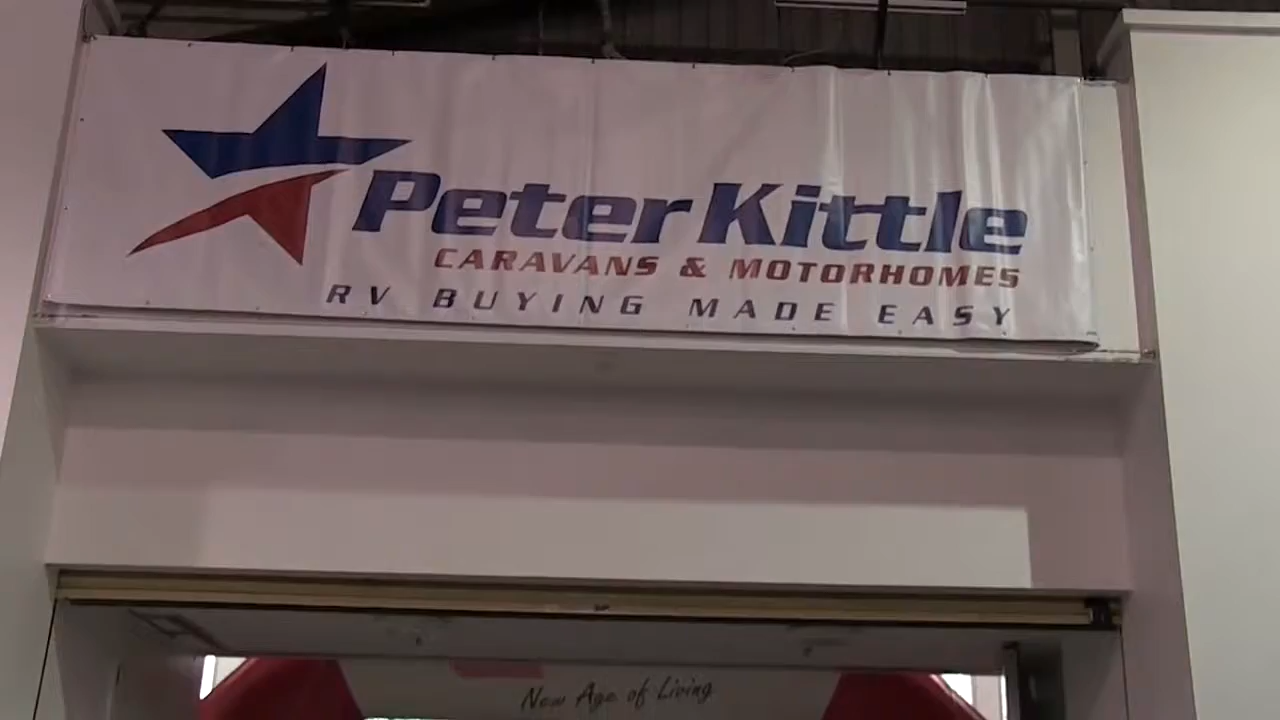 Peter Kittle
CARAVANS & MOTORHOMES
RV BUYING MADE EASY
New Age of Living